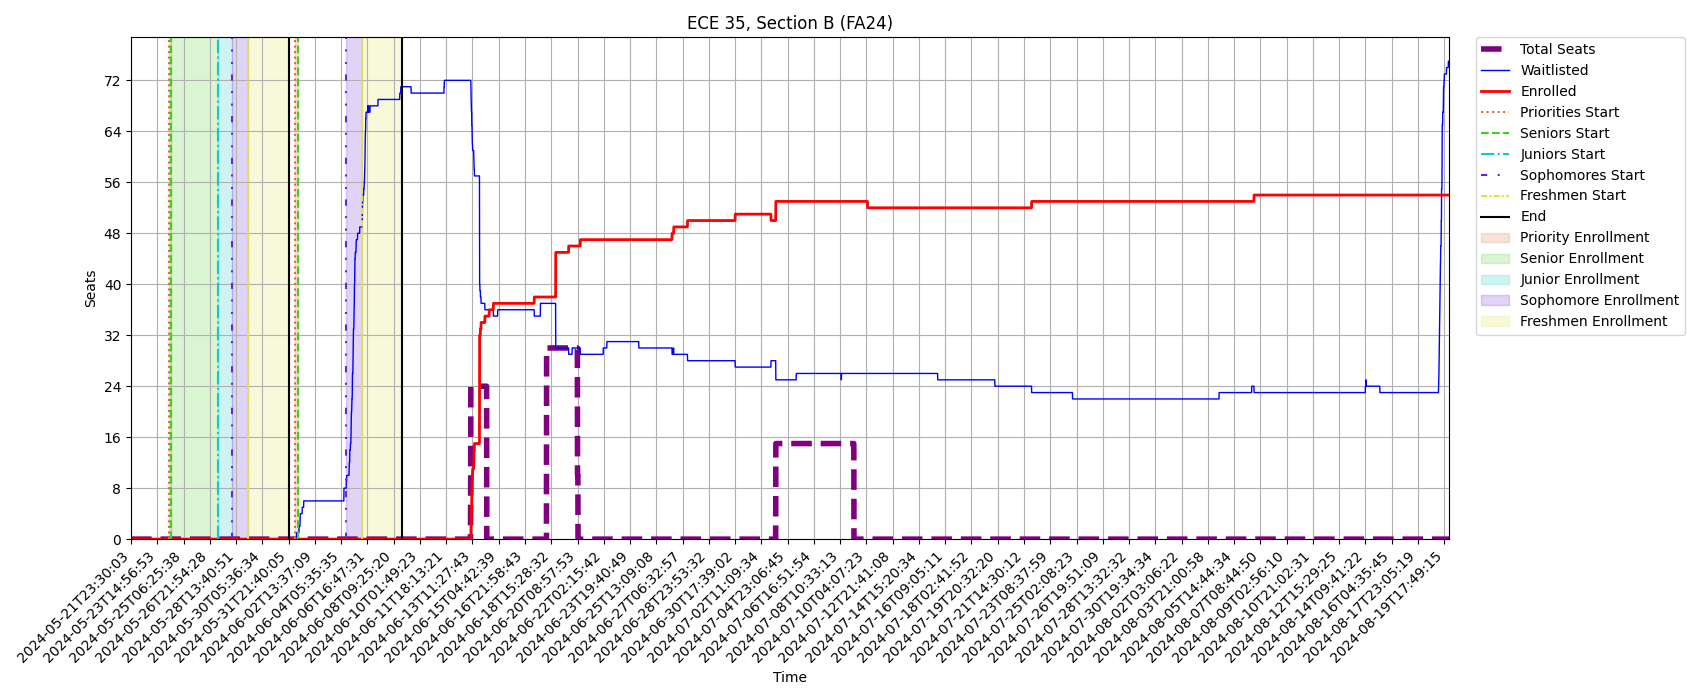 ECE 35, Section B (FA24)
Seats
72
64
56
48
40
32
24
16
8
0
2024-05-21T23:30:03
2024-05-23T14:56:53
2024-05-25T06:25:38
2024-05-26T21:54:28
2024-05-28T13:40:51
2024-05-30T05:36:34
2024-05-31T21:40:05
2024-06-02T13:37:09
2024-06-04T05:35:35
2024-06-06T16:47:31
2024-06-08T09:25:20
2024-06-10T01:49:23
2024-06-11T18:13:21
2024-06-13T11:27:43
2024-06-15T04:42:39
2024-06-16T21:58:43
2024-06-18T15:28:32
2024-06-20T08:57:53
2024-06-22T02:15:42
2024-06-23T19:40:49
2024-06-25T13:09:08
2024-06-27T06:32:57
2024-06-28T23:53:32
2024-06-30T17:39:02
2024-07-02T11:09:34
2024-07-04T23:06:45
2024-07-06T16:51:54
2024-07-08T10:33:13
2024-07-10T04:07:23
2024-07-12T21:41:08
2024-07-14T15:20:34
2024-07-16T09:05:11
2024-07-18T02:41:52
2024-07-19T20:32:20
2024-07-21T14:30:12
2024-07-23T08:37:59
2024-07-25T02:08:23
2024-07-26T19:51:09
2024-07-28T13:32:32
2024-07-30T19:34:34
2024-08-02T03:06:22
2024-08-03T21:00:58
2024-08-05T14:44:34
2024-08-07T08:44:50
2024-08-09T02:56:10
2024-08-10T21:02:31
2024-08-12T15:29:25
2024-08-14T09:41:22
2024-08-16T04:35:45
2024-08-17T23:05:19
2024-08-19T17:49:15
Time
Total Seats
Waitlisted
Enrolled
Priorities Start
Seniors Start
Juniors Start
Sophomores Start
Freshmen Start
End
Priority Enrollment
Senior Enrollment
Junior Enrollment
Sophomore Enrollment
Freshmen Enrollment